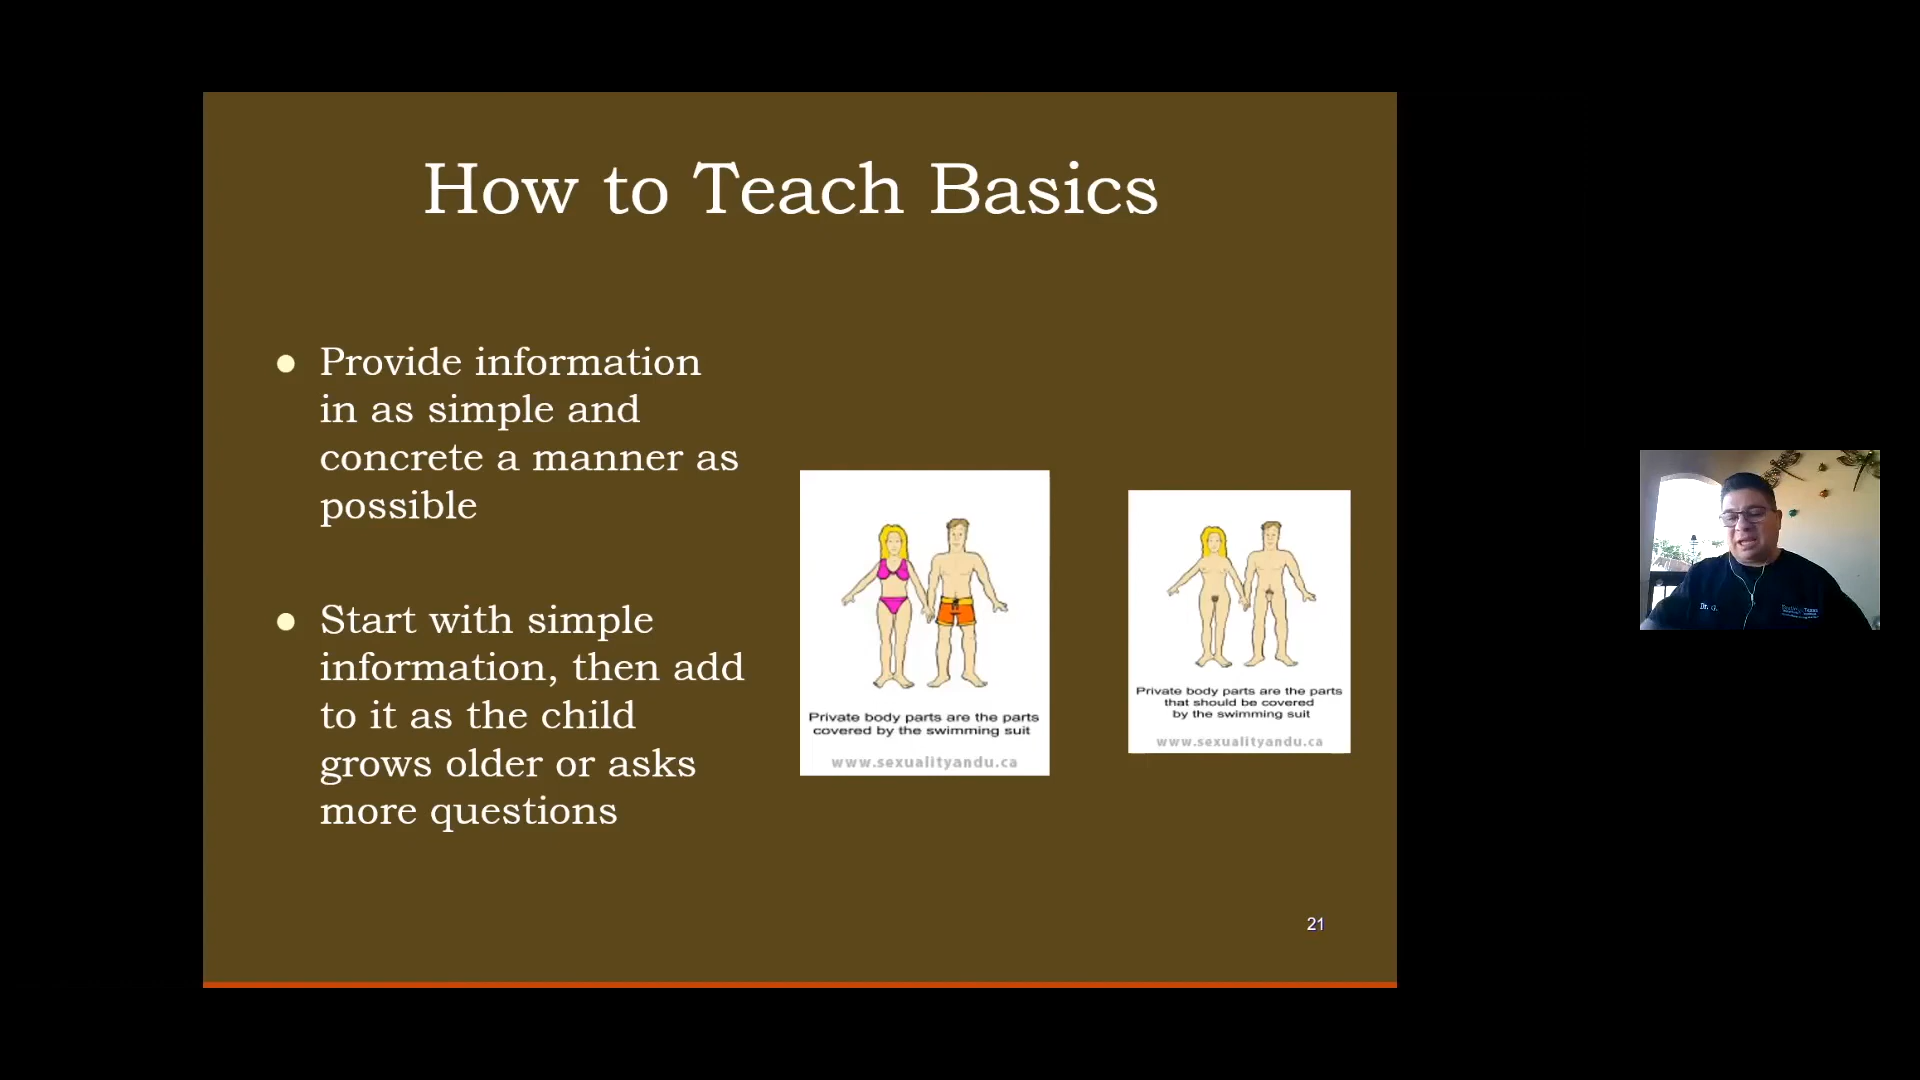 How to Teach Basics
● Provide information
in as simple and
concrete a manner as
possible
● Start with simple
information, then add
to it as the child
grows older or asks
more questions
Private body parts are the parts
covered by the swimming suit
www.sexualityandu.ca
Private body parts are the parts
that should be covered
by the swimming suit
www.sexualityandu.ca
Dr. G.
21